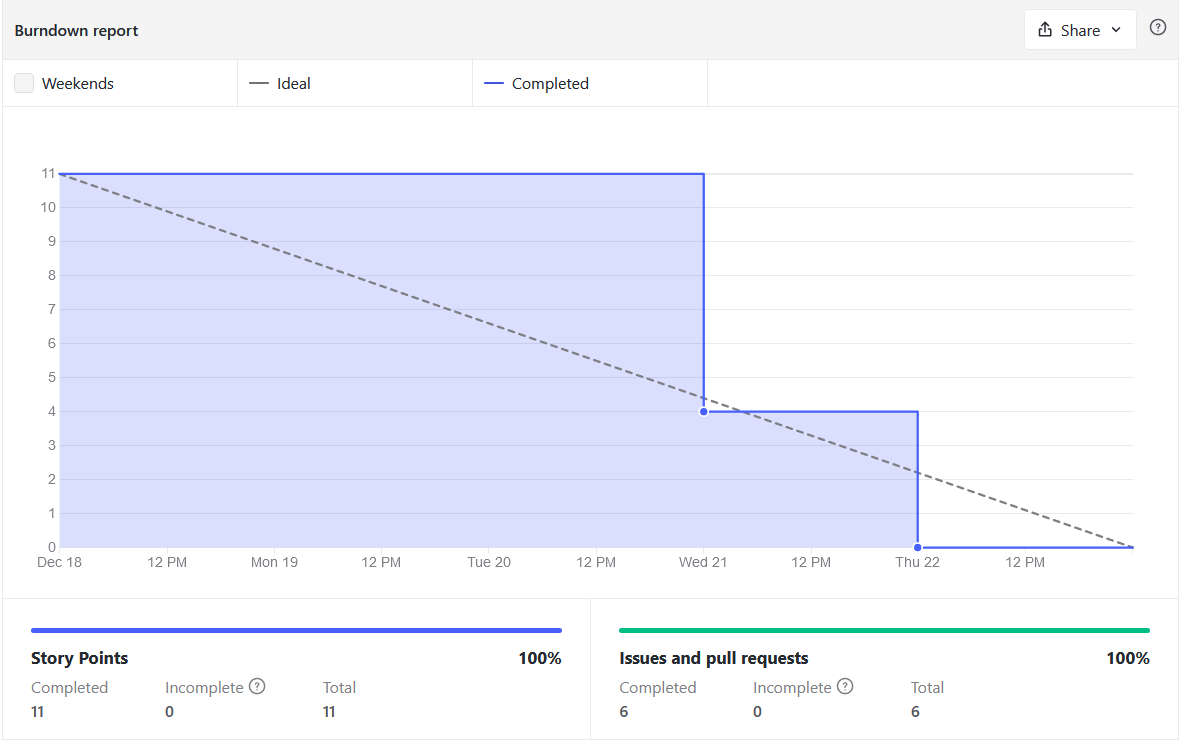 Burndown report
Share
Weekends
Ideal
Completed
11
10
9
8
7
6
5
4
3
2
1
0
Dec 18 12 PM Mon 19 12 PM Tue 20 12 PM Wed 21 12 PM Thu 22 12 PM
Story Points 100%
Completed Incomplete ? Total
11 0 11
Issues and pull requests 100%
Completed Incomplete ? Total
6 0 6